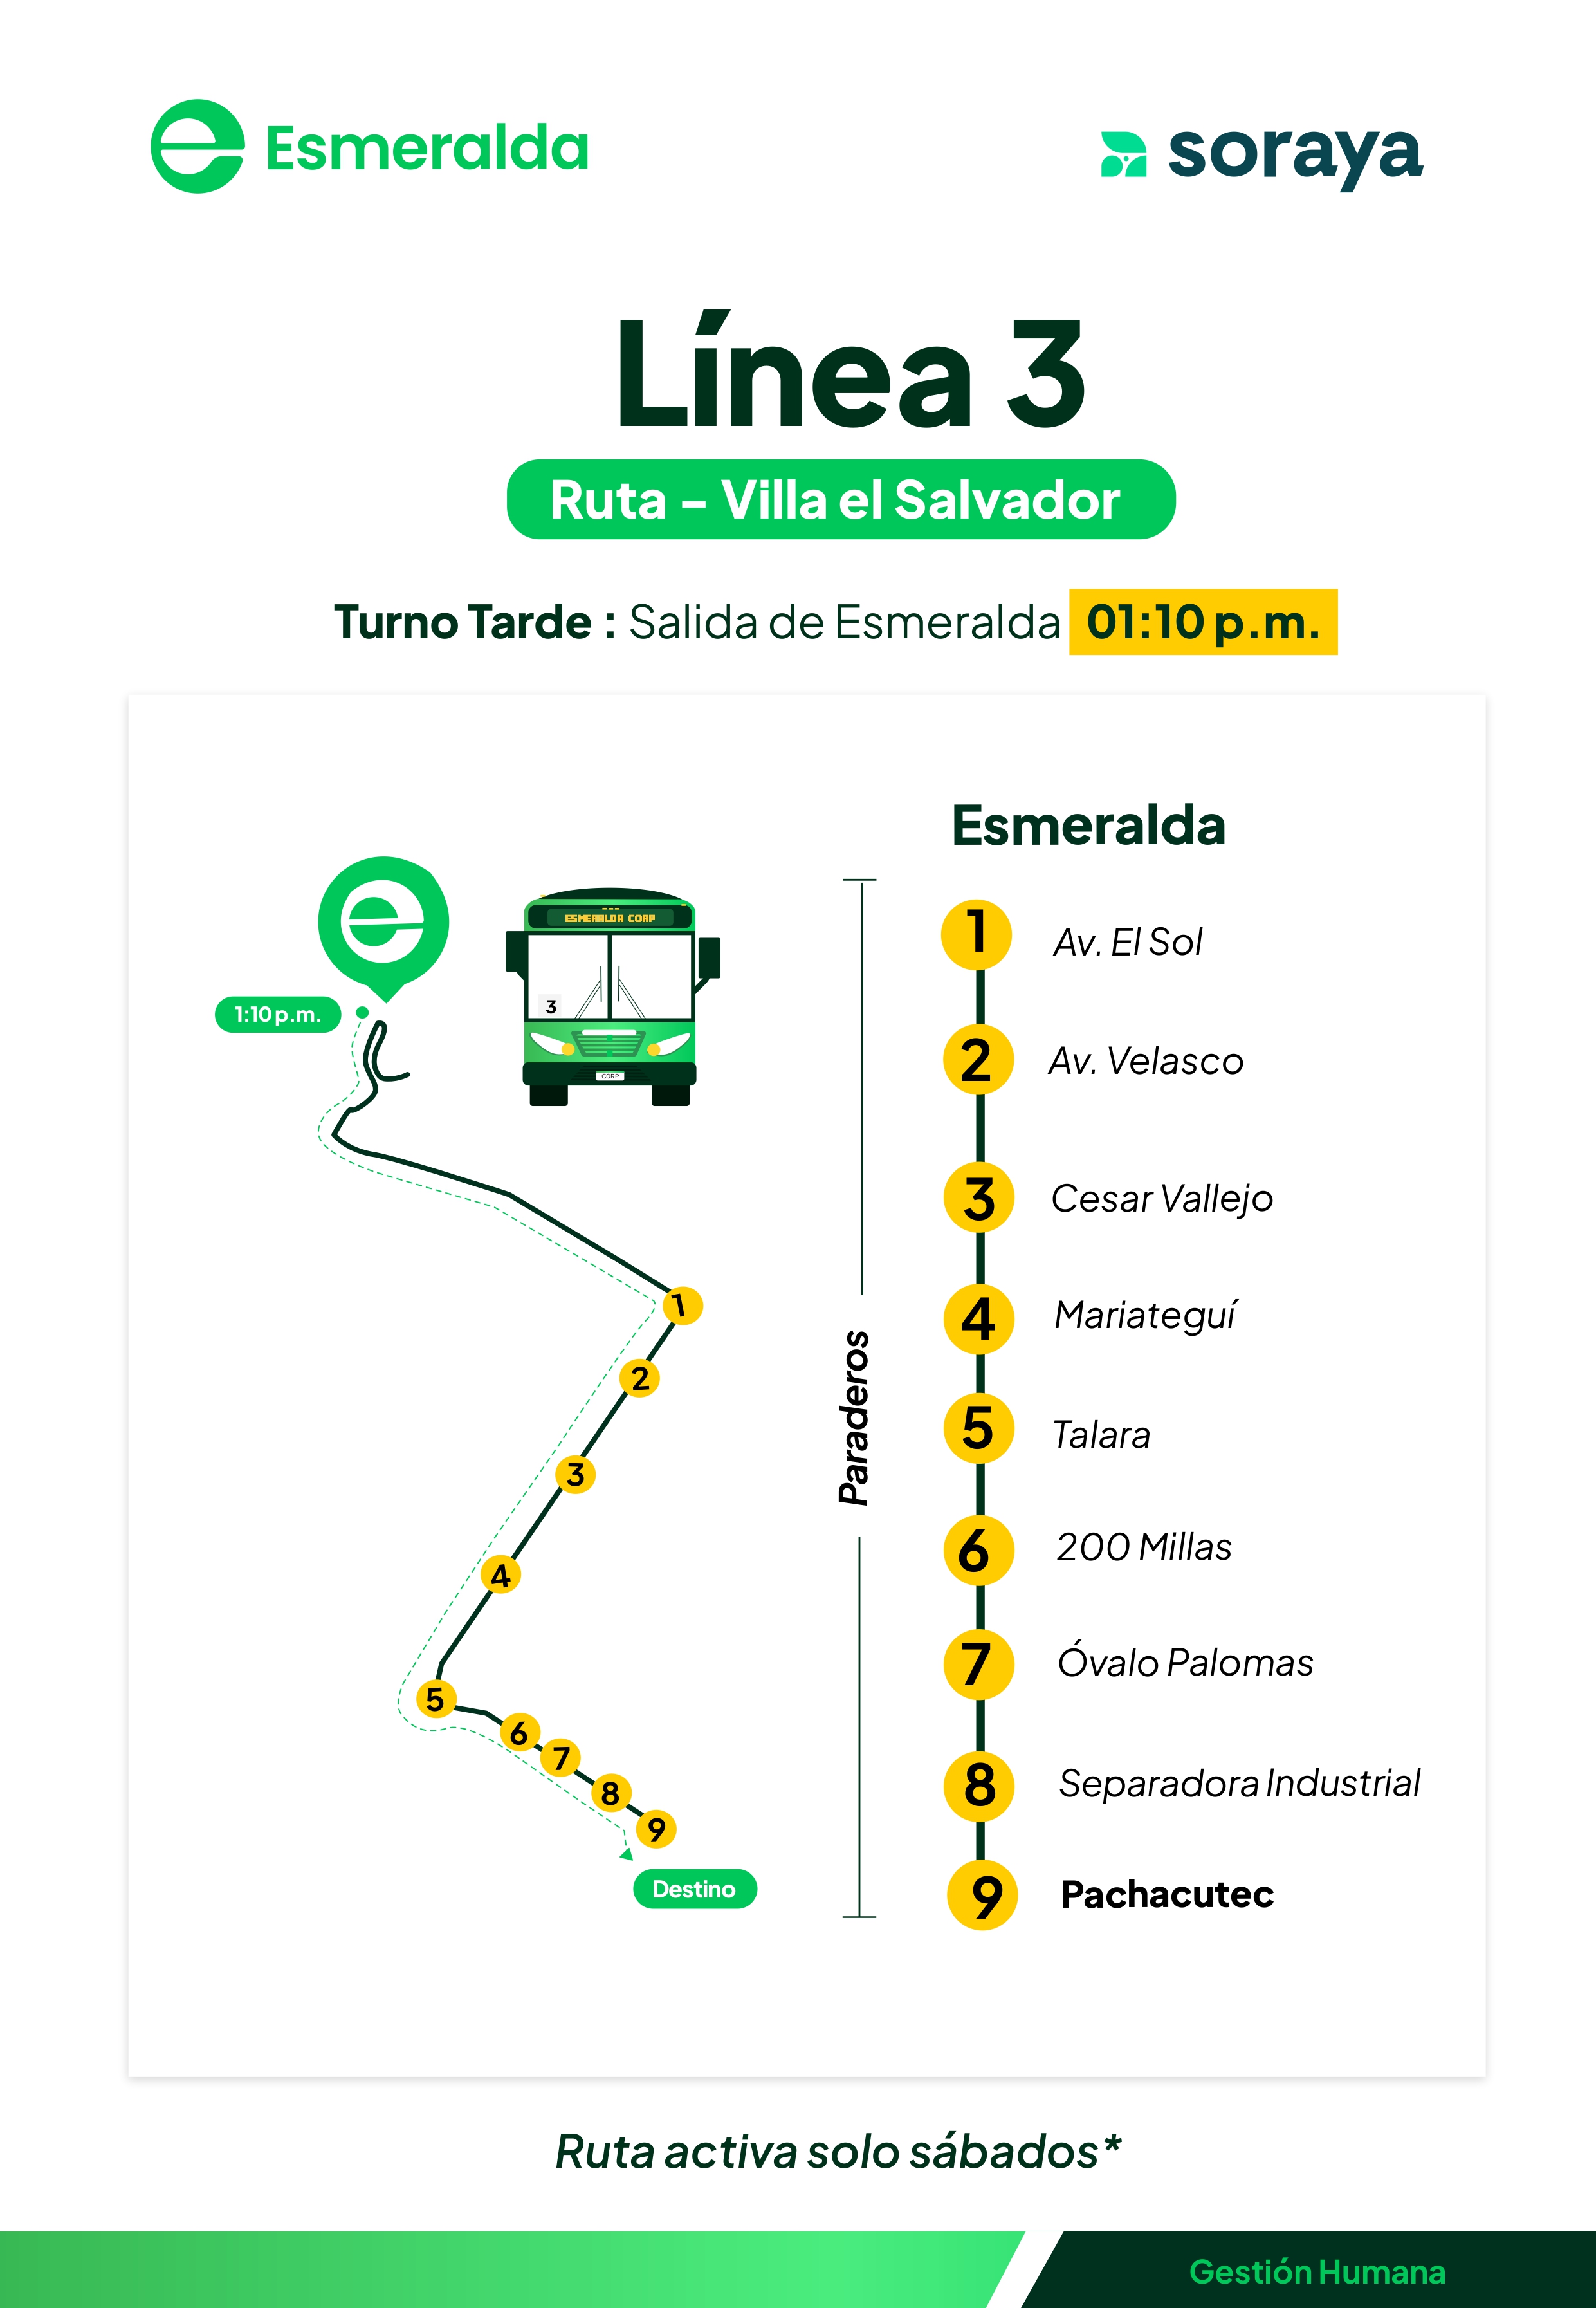 Esmeralda
soraya
Línea 3
Ruta – Villa el Salvador
Turno Tarde : Salida de Esmeralda 01:10 p.m.
1:10 p.m.
ESMERALDA CORP
3
CORP
1
2
3
4
5
6
7
8
9
Destino
Paraderos
Esmeralda
1 Av. El Sol
2 Av. Velasco
3 Cesar Vallejo
4 Mariateguí
5 Talara
6 200 Millas
7 Óvalo Palomas
8 Separadora Industrial
9 Pachacutec
Ruta activa solo sábados*
Gestión Humana